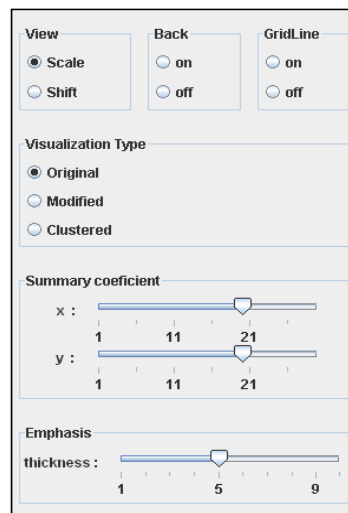 View Back GridLine
Scale on on
Shift off off
Visualization Type
Original
Modified
Clustered
Summary coeficient
x :
1 11 21
y :
1 11 21
Emphasis
thickness :
1 5 9